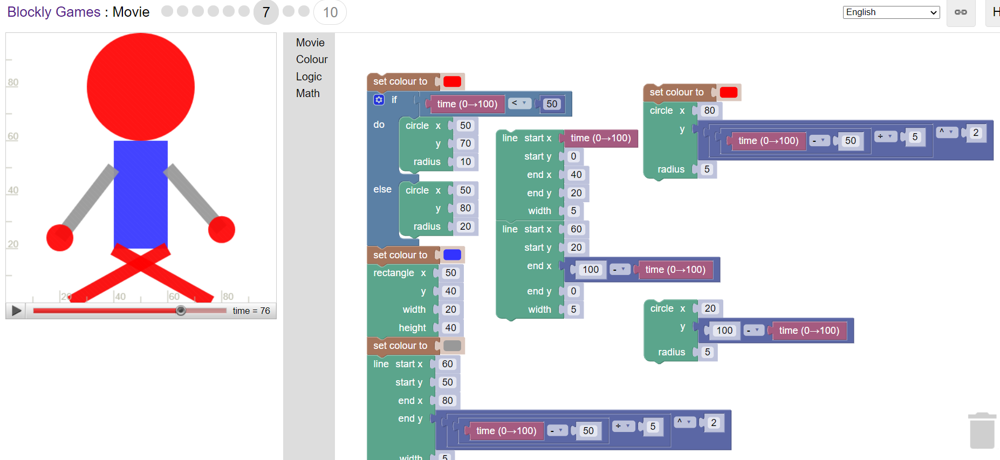 Blockly Games : Movie 7 10 English H
80
60
40
20
20 40 60 80
time = 76
Movie
Colour
Logic
Math
set colour to
if time (0→100) < 50
do circle x 50
y 70
radius 10
else circle x 50
y 80
radius 20
set colour to
rectangle x 50
y 40
width 20
height 40
set colour to
line start x 60
start y 50
end x 80
end y time (0→100) - 50 ÷ 5 ^ 2
width 5
line start x time (0→100)
start y 0
end x 40
end y 20
width 5
line start x 60
start y 20
end x 100 - time (0→100)
end y 0
width 5
set colour to
circle x 80
y time (0→100) - 50 ÷ 5 ^ 2
radius 5
circle x 20
y 100 - time (0→100)
radius 5